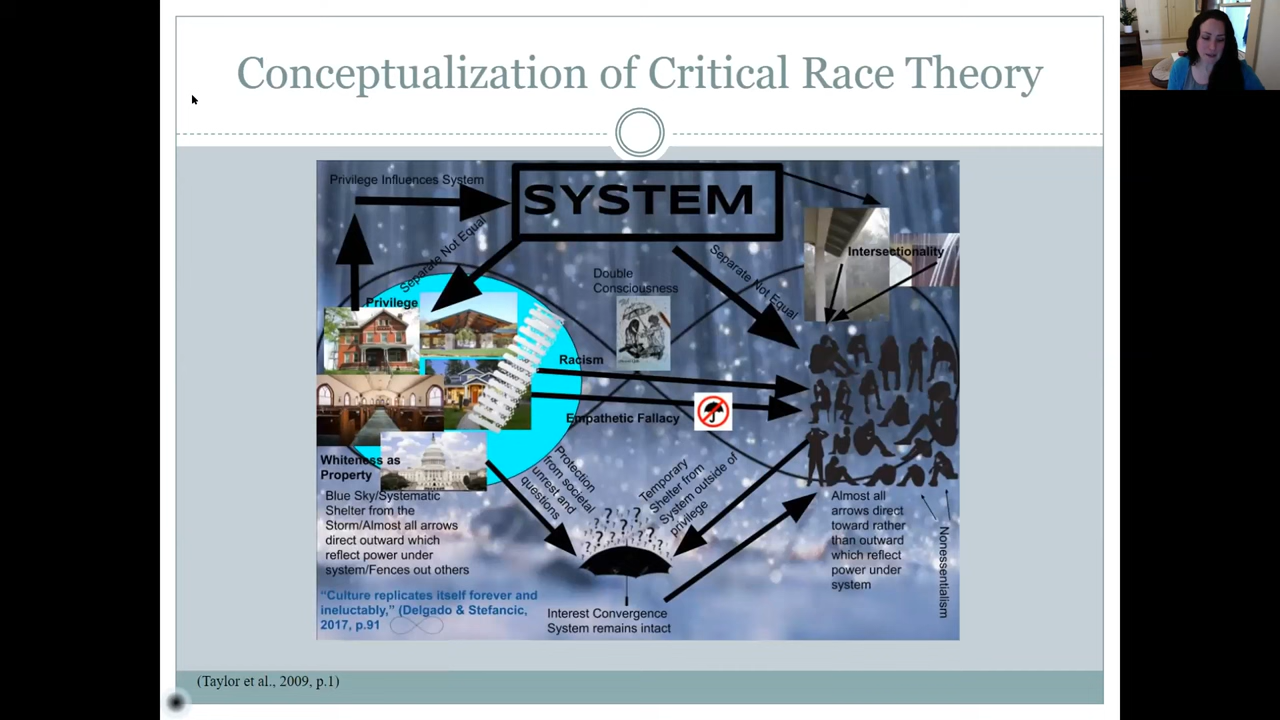 Conceptualization of Critical Race Theory
Privilege Influences System
SYSTEM
Separate Not Equal
Separate Not Equal
Intersectionality
Double
Consciousness
Privilege
Racism
Empathetic Fallacy
Whiteness as
Property
Blue Sky/Systematic
Shelter from the
Storm/Almost all arrows
direct outward which
reflect power under
system/Fences out others
"Culture replicates itself forever and
ineluctably," (Delgado & Stefancic,
2017, p.91
Protection
from societal
unrest and
questions
Temporary
Shelter from
System outside of
privilege
? ? ? ? ? ? ? ?
Interest Convergence
System remains intact
Almost all
arrows direct
toward rather
than outward
which reflect
power under
system
Nonessentialism
(Taylor et al., 2009, p.1)